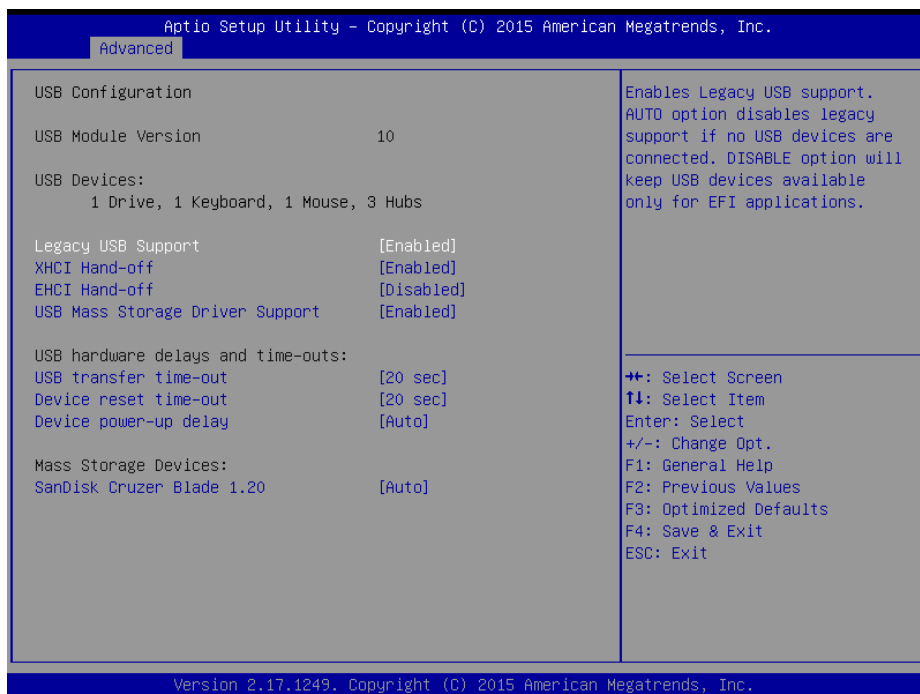 Aptio Setup Utility – Copyright (C) 2015 American Megatrends, Inc.
Advanced
USB Configuration
USB Module Version 10
USB Devices:
1 Drive, 1 Keyboard, 1 Mouse, 3 Hubs
Legacy USB Support [Enabled]
XHCI Hand-off [Enabled]
EHCI Hand-off [Disabled]
USB Mass Storage Driver Support [Enabled]
USB hardware delays and time-outs:
USB transfer time-out [20 sec]
Device reset time-out [20 sec]
Device power-up delay [Auto]
Mass Storage Devices:
SanDisk Cruzer Blade 1.20 [Auto]
Enables Legacy USB support.
AUTO option disables legacy
support if no USB devices are
connected. DISABLE option will
keep USB devices available
only for EFI applications.
→←: Select Screen
↑↓: Select Item
Enter: Select
+/-: Change Opt.
F1: General Help
F2: Previous Values
F3: Optimized Defaults
F4: Save & Exit
ESC: Exit
Version 2.17.1249. Copyright (C) 2015 American Megatrends, Inc.